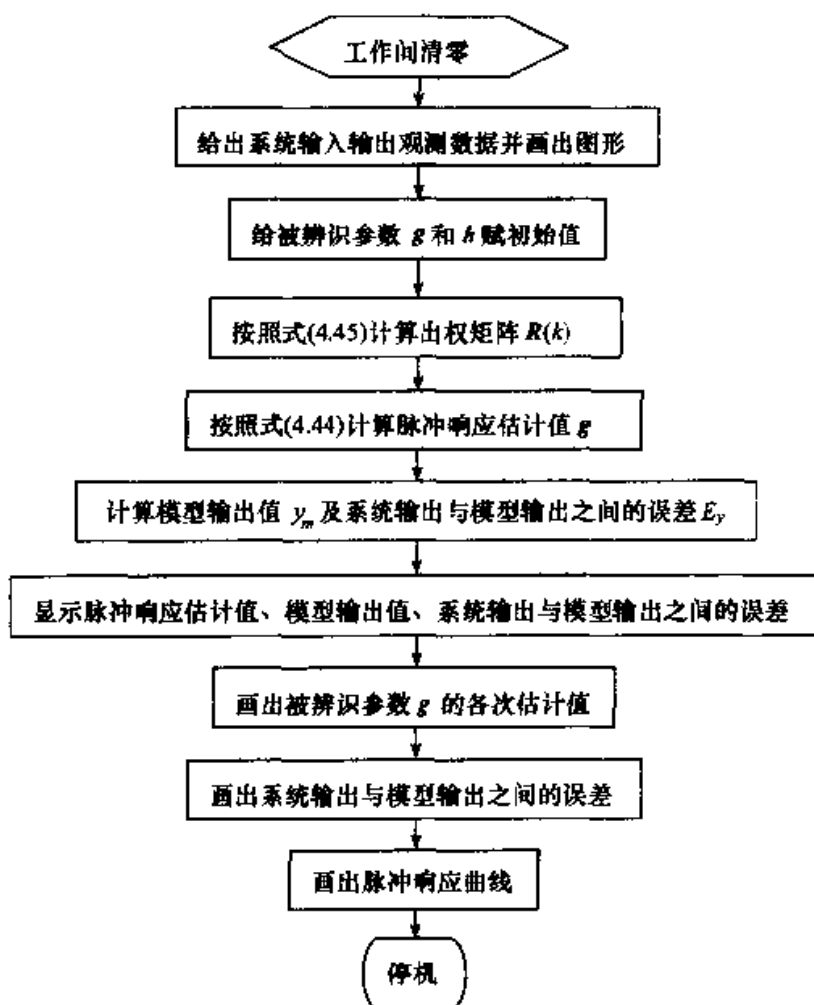 工作间清零
给出系统输入输出观测数据并画出图形
给被辨识参数 g 和 h 赋初始值
按照式(4.45)计算出权矩阵 R(k)
按照式(4.44)计算脉冲响应估计值 g
计算模型输出值 y_m 及系统输出与模型输出之间的误差 E_y
显示脉冲响应估计值、模型输出值、系统输出与模型输出之间的误差
画出被辨识参数 g 的各次估计值
画出系统输出与模型输出之间的误差
画出脉冲响应曲线
停机